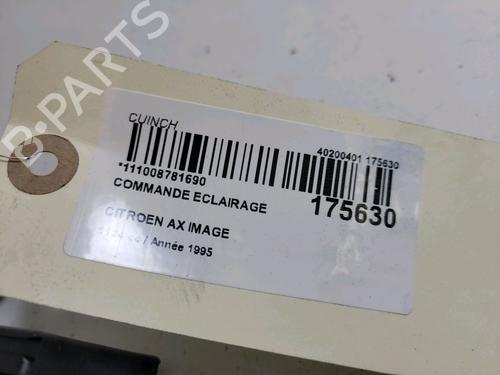 B-PARTS
CUINCH
40200401 175630
*111008781690
175630
COMMANDE ECLAIRAGE
CITROEN AX IMAGE
/ Année 1995